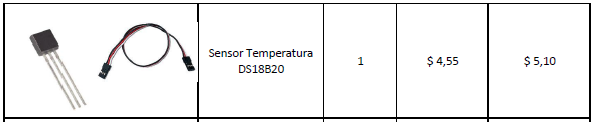 Sensor Temperatura
DS18B20
1
$ 4,55
$ 5,10